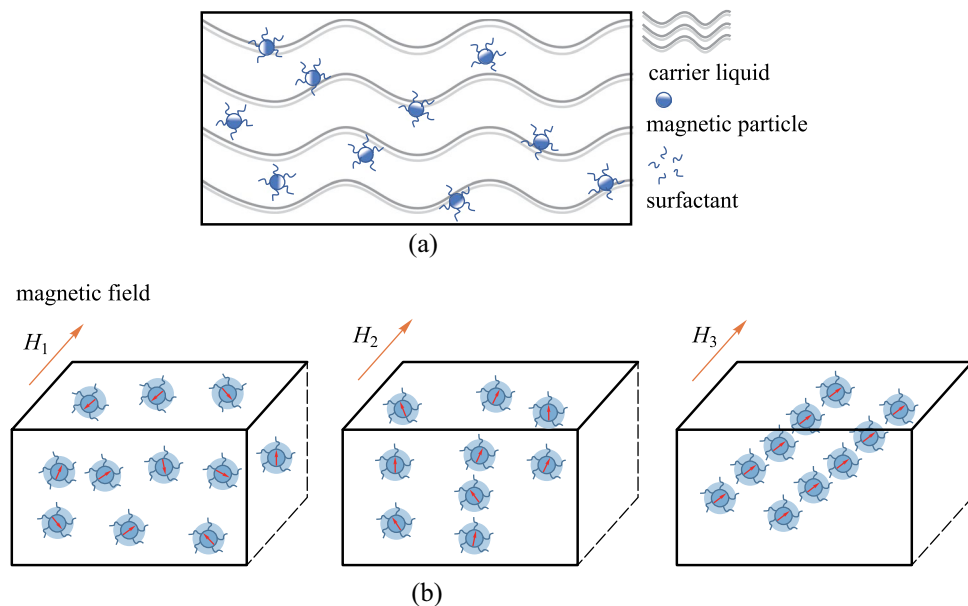 carrier liquid
magnetic particle
surfactant
(a)
magnetic field
H₁
H₂
H₃
(b)